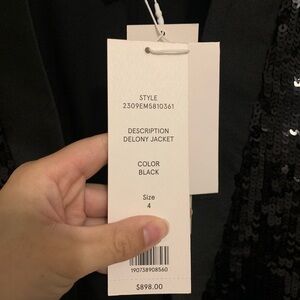 STYLE
2309EMS810361
DESCRIPTION
DELONY JACKET
COLOR
BLACK
Size
4
190738908560
$898.00